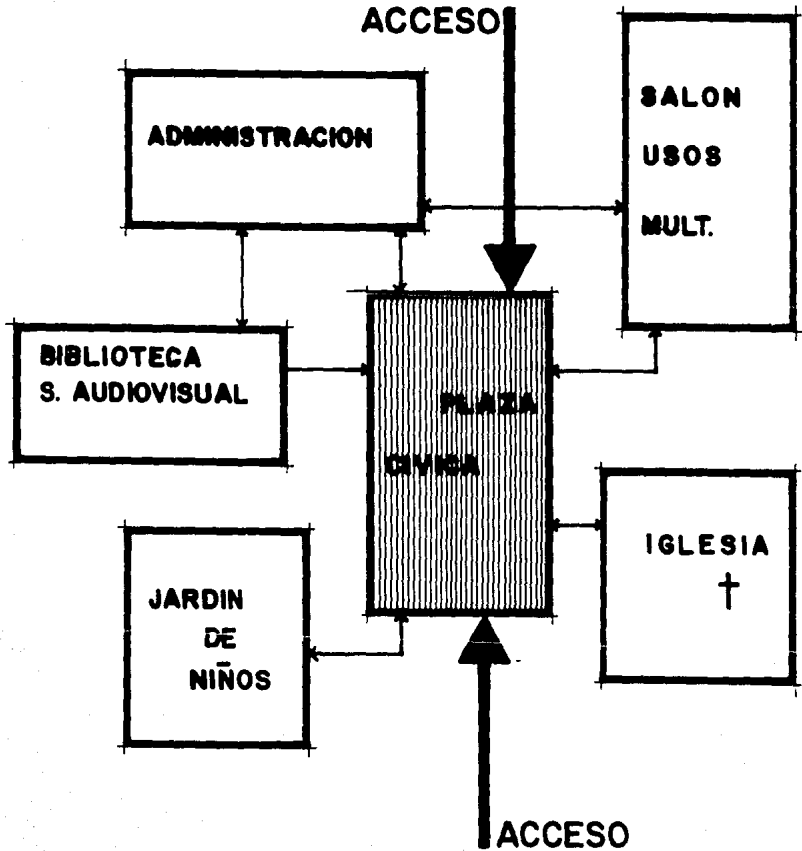 ACCESO
ADMINISTRACION
SALON
USOS
MULT.
BIBLIOTECA
S. AUDIOVISUAL
PLAZA
CIVICA
IGLESIA
JARDIN
DE
NIÑOS
ACCESO